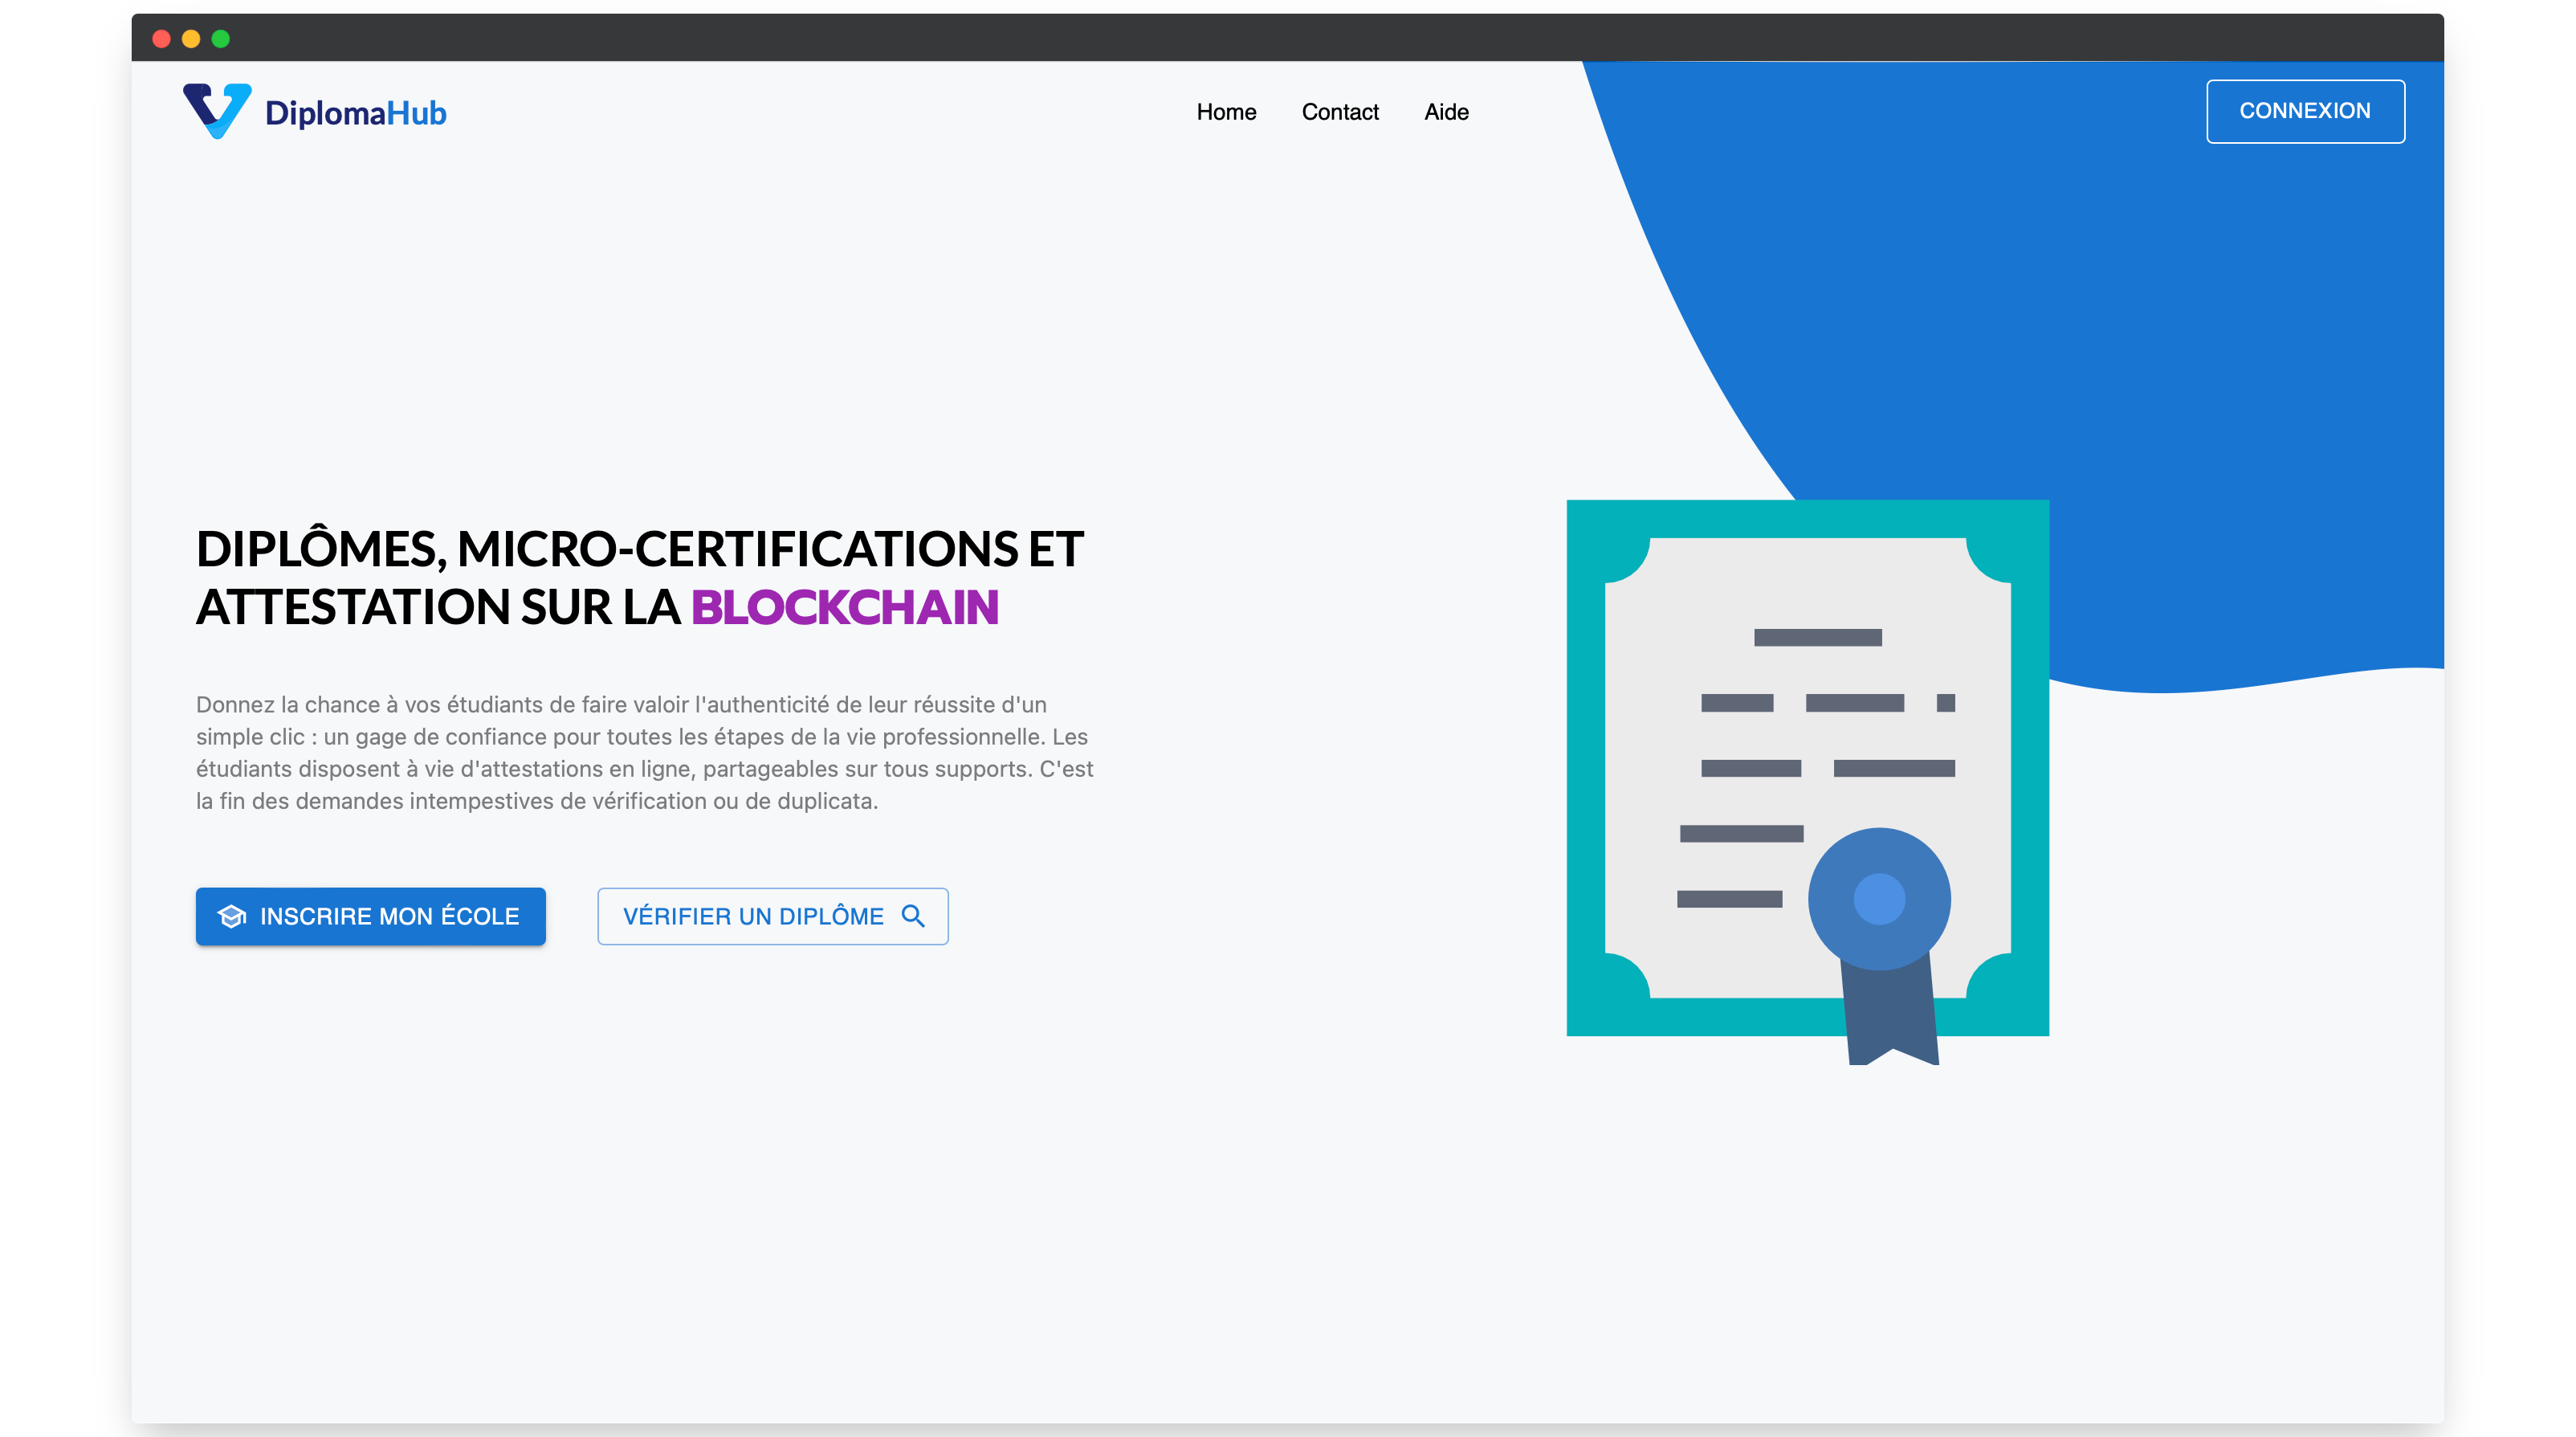 DiplomaHub
Home Contact Aide
CONNEXION
DIPLÔMES, MICRO-CERTIFICATIONS ET
ATTESTATION SUR LA BLOCKCHAIN
Donnez la chance à vos étudiants de faire valoir l'authenticité de leur réussite d'un
simple clic : un gage de confiance pour toutes les étapes de la vie professionnelle. Les
étudiants disposent à vie d'attestations en ligne, partageables sur tous supports. C'est
la fin des demandes intempestives de vérification ou de duplicata.
INSCRIRE MON ÉCOLE
VÉRIFIER UN DIPLÔME